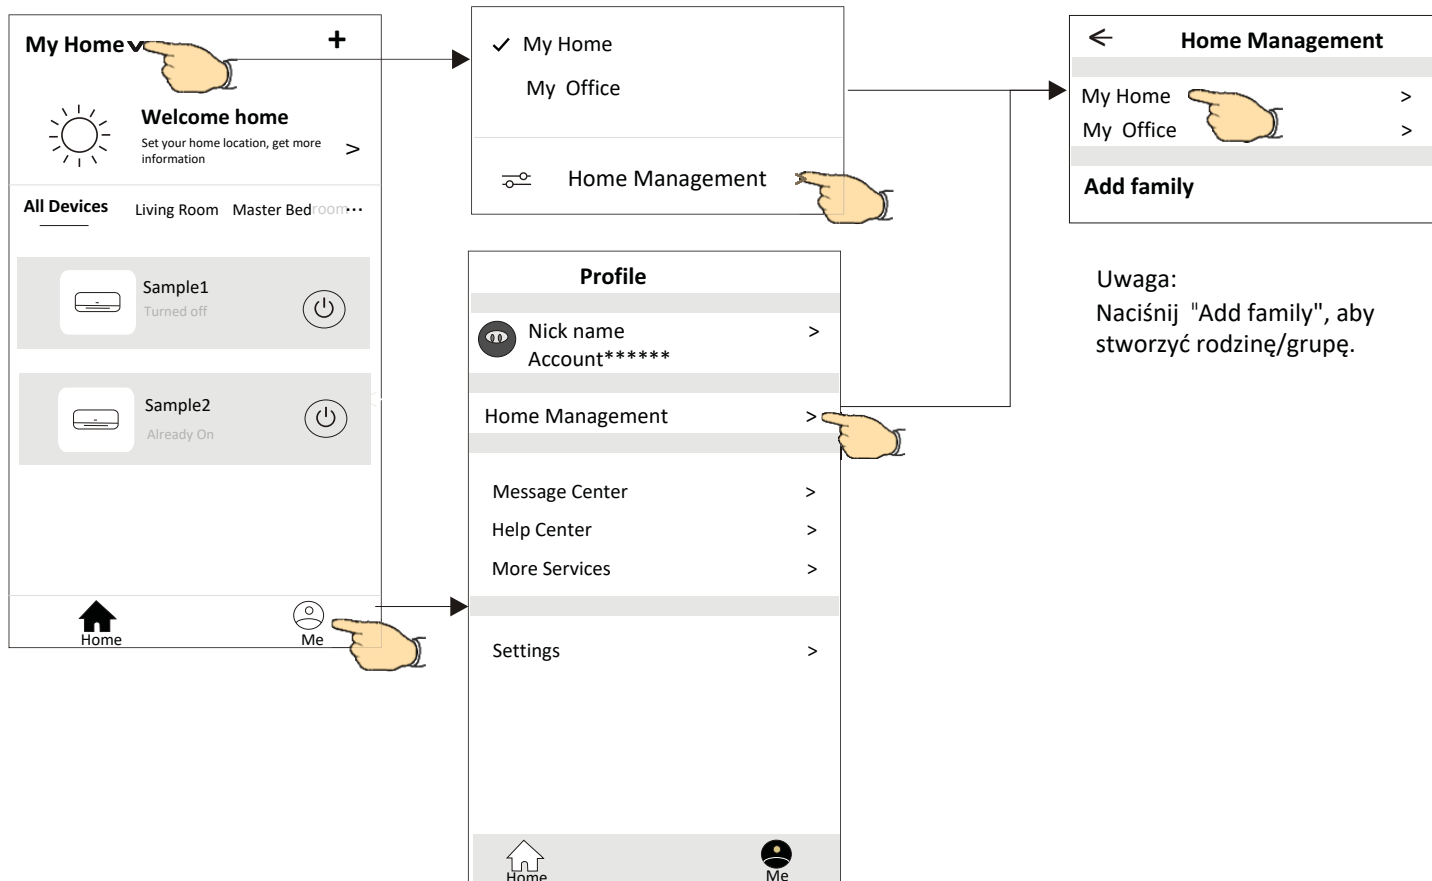 My Home
+
Welcome home
Set your home location, get more
information
>
All Devices Living Room Master Bedroom...
Sample1
Turned off
Sample2
Already On
Home
Me
✓ My Home
My Office
Home Management
Profile
Nick name >
Account******
Home Management >
Message Center >
Help Center >
More Services >
Settings >
Home
Me
Home Management
My Home >
My Office >
Add family
Uwaga:
Naciśnij "Add family", aby
stworzyć rodzinę/grupę.